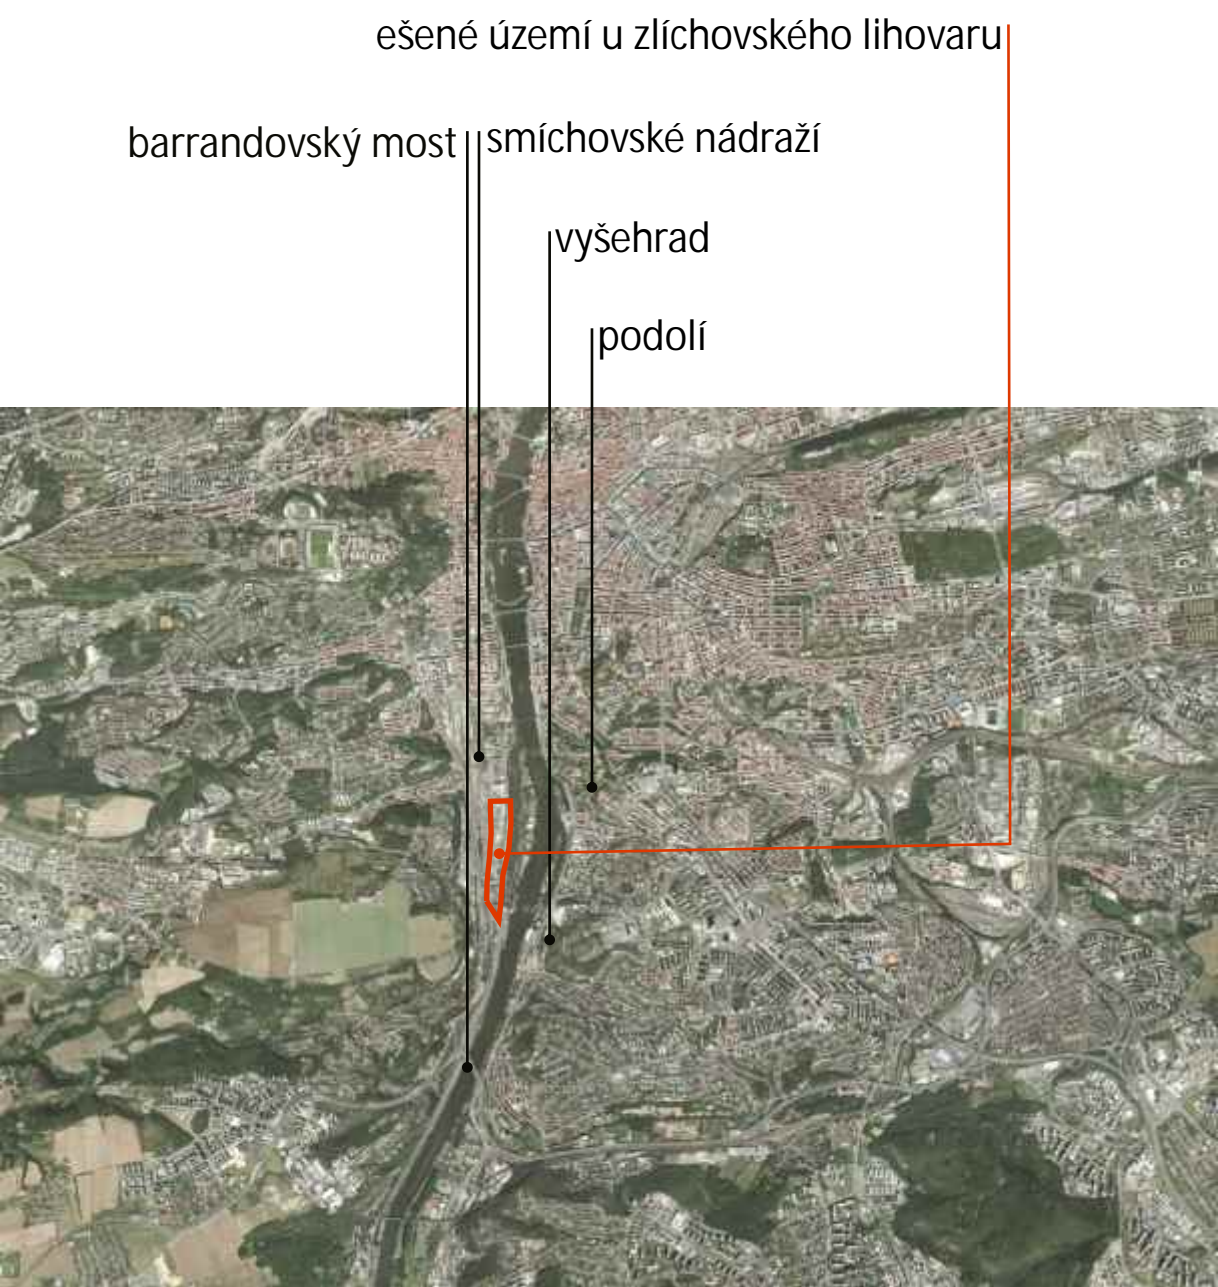 ešené území u zlíchovského lihovaru
barrandovský most
smíchovské nádraží
vyšehrad
podolí